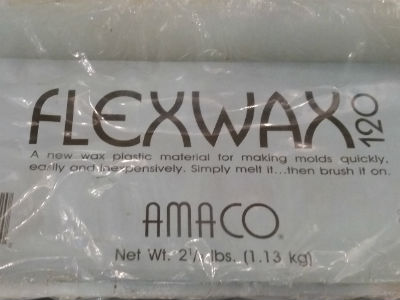 FLEXWAX 120
A new wax plastic material for making molds quickly,
easily and inexpensively. Simply melt it...then brush it on.
AMACO
Net Wt. 2½ lbs. (1.13 kg)